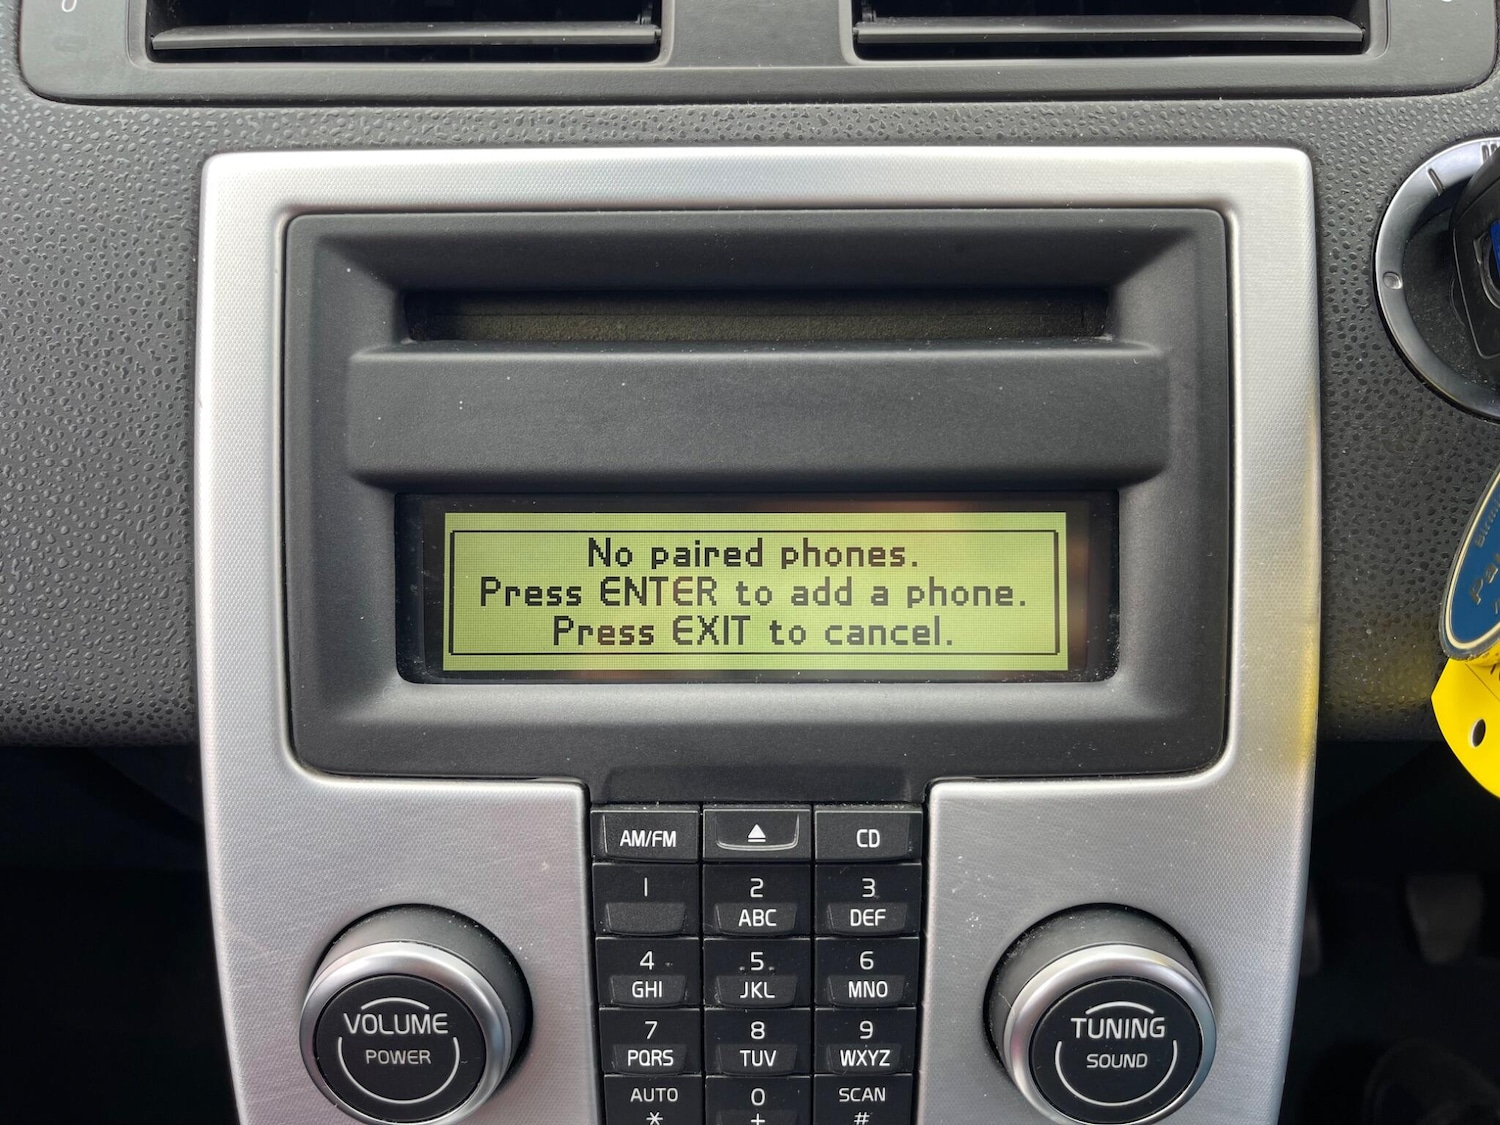 No paired phones.
Press ENTER to add a phone.
Press EXIT to cancel.
AM/FM
CD
1
2
3
ABC
DEF
4
5
6
GHI
JKL
MNO
VOLUME
POWER
7
8
9
PQRS
TUV
WXYZ
TUNING
SOUND
AUTO
0
SCAN
*
+
#